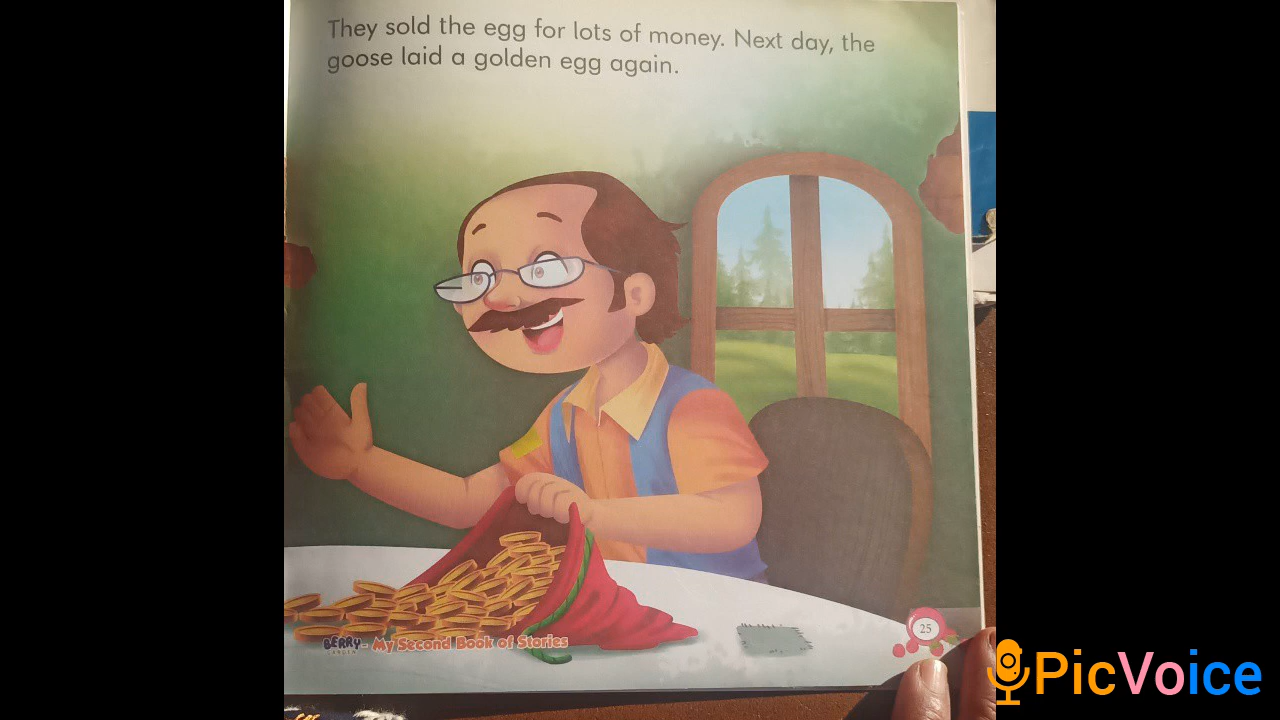 They sold the egg for lots of money. Next day, the
goose laid a golden egg again.
BERRY
GARDEN - My Second Book of Stories
25
PicVoice